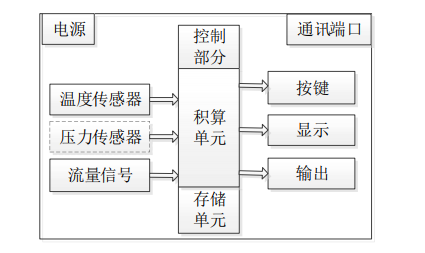 电源
通讯端口
控制
部分
温度传感器
压力传感器
流量信号
积算
单元
按键
显示
输出
存储
单元